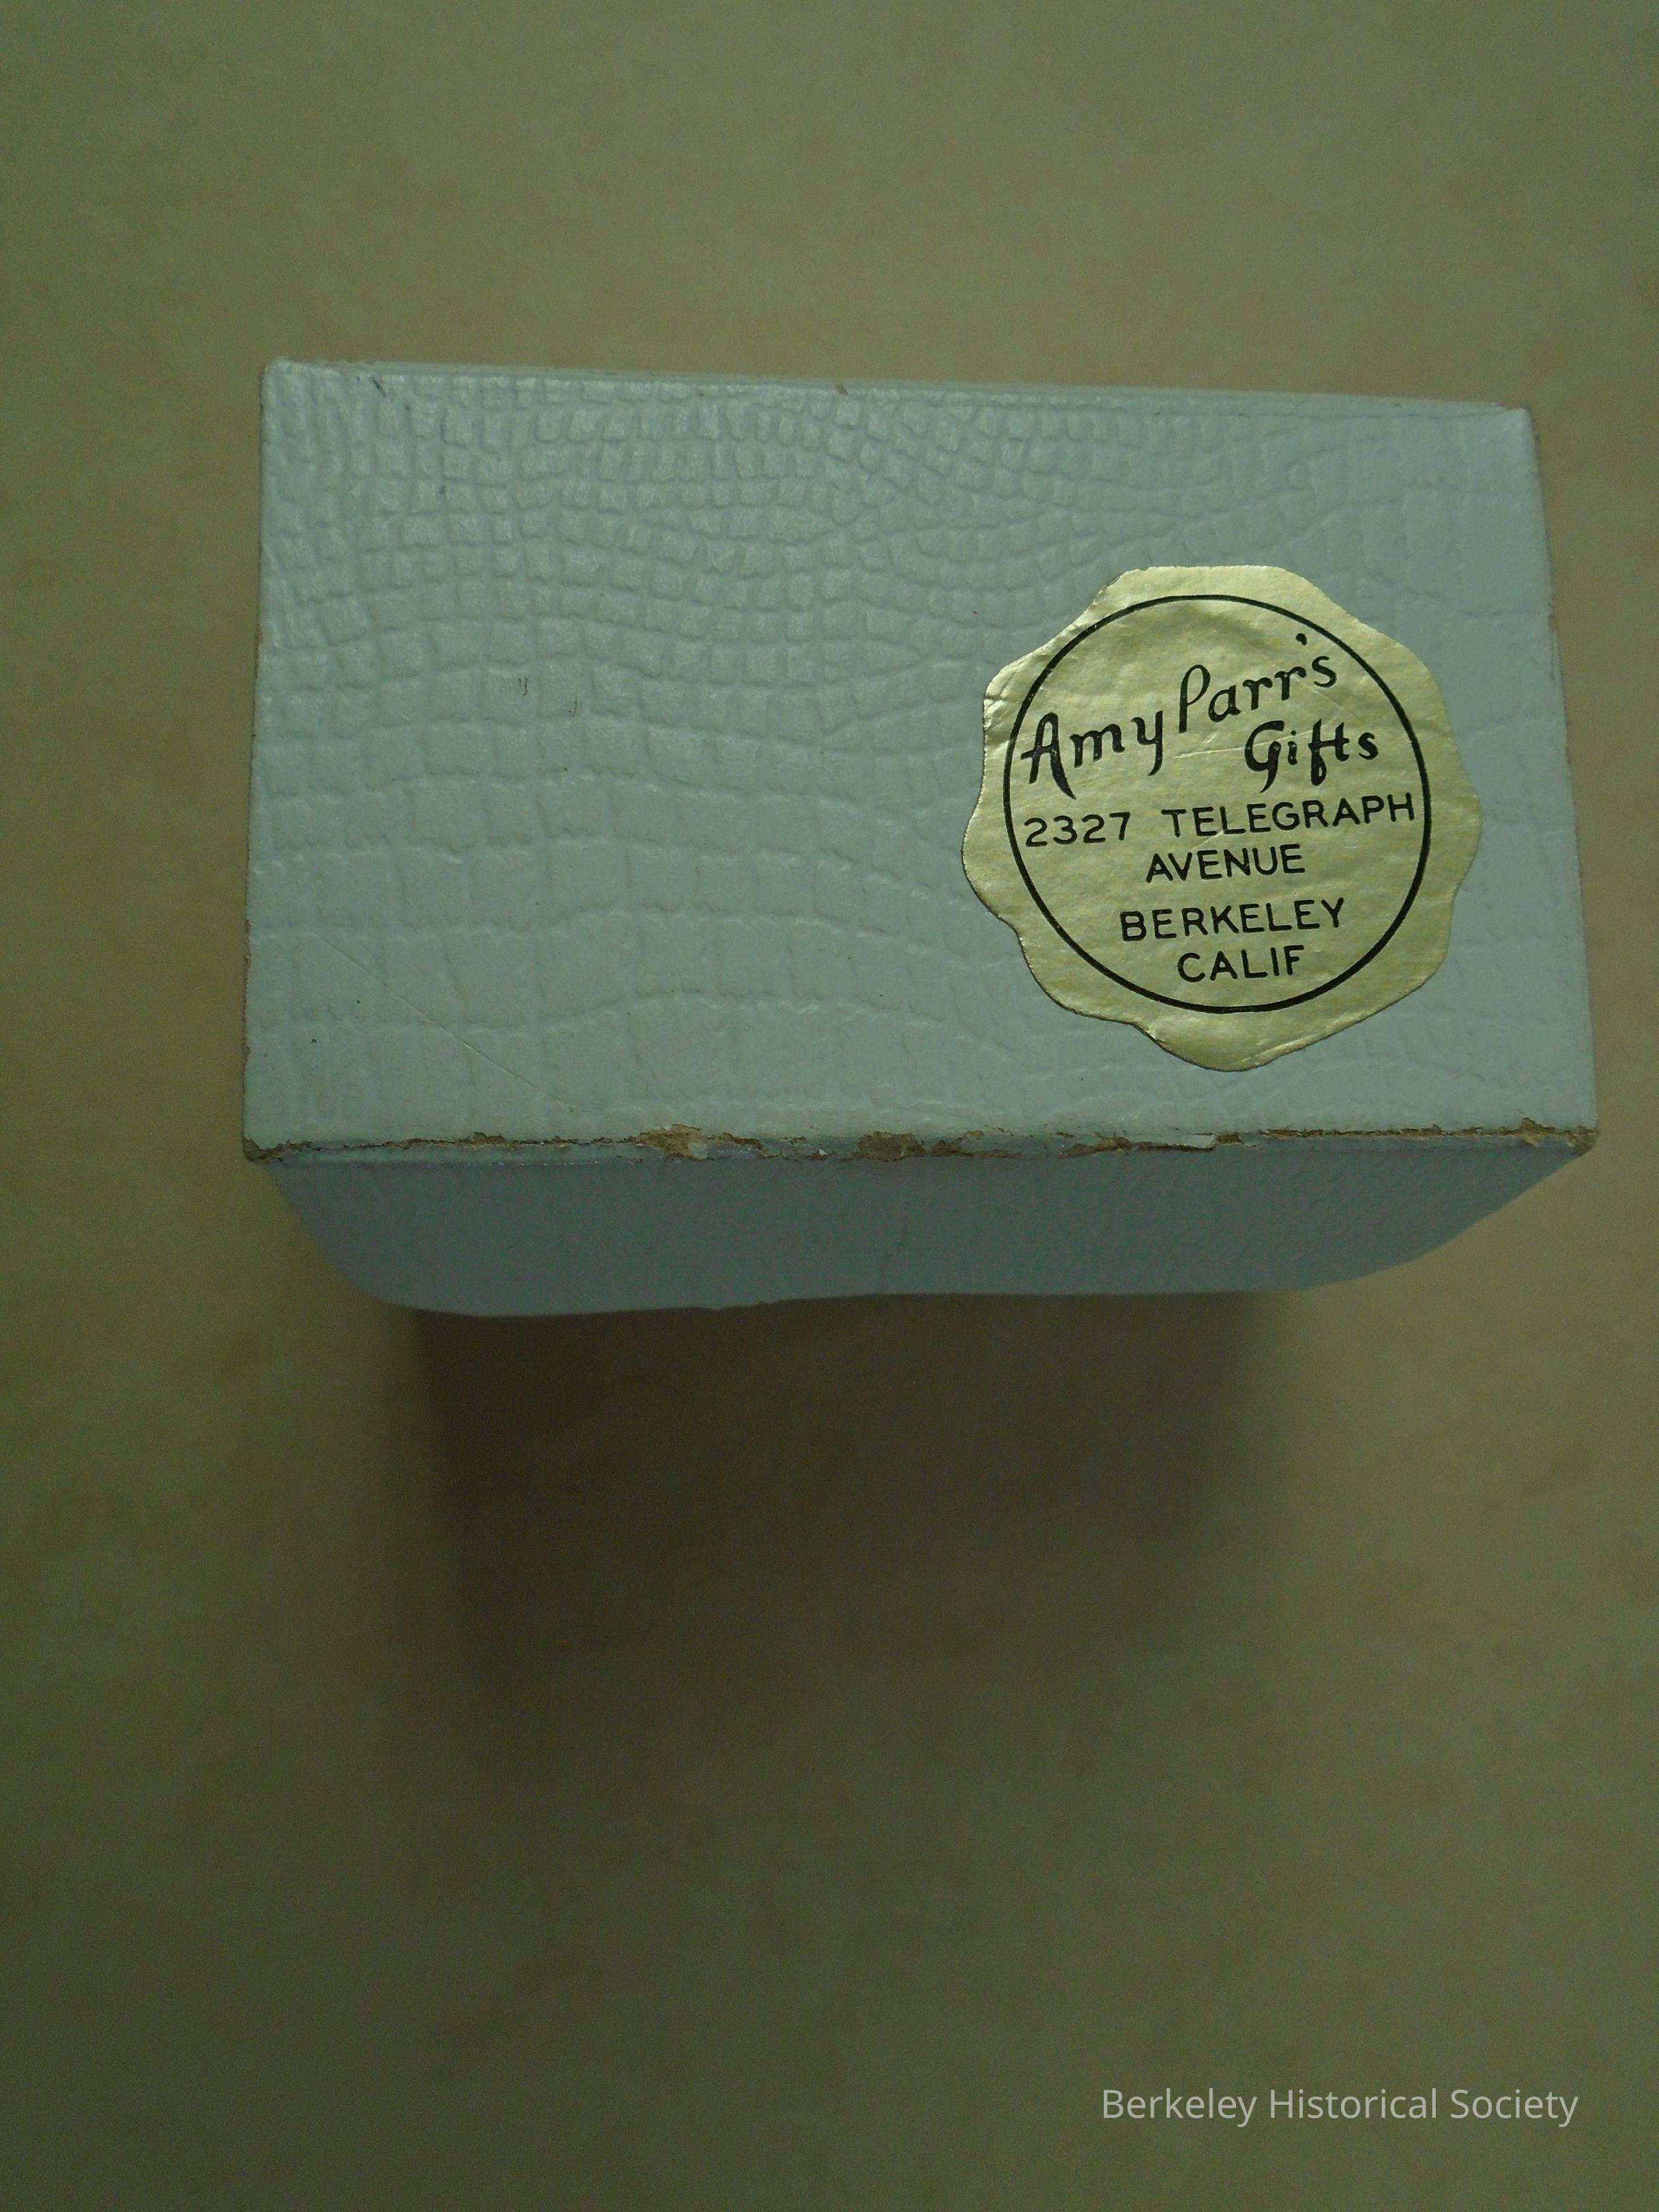 Amy Parr's
Gifts
2327 TELEGRAPH
AVENUE
BERKELEY
CALIF
Berkeley Historical Society